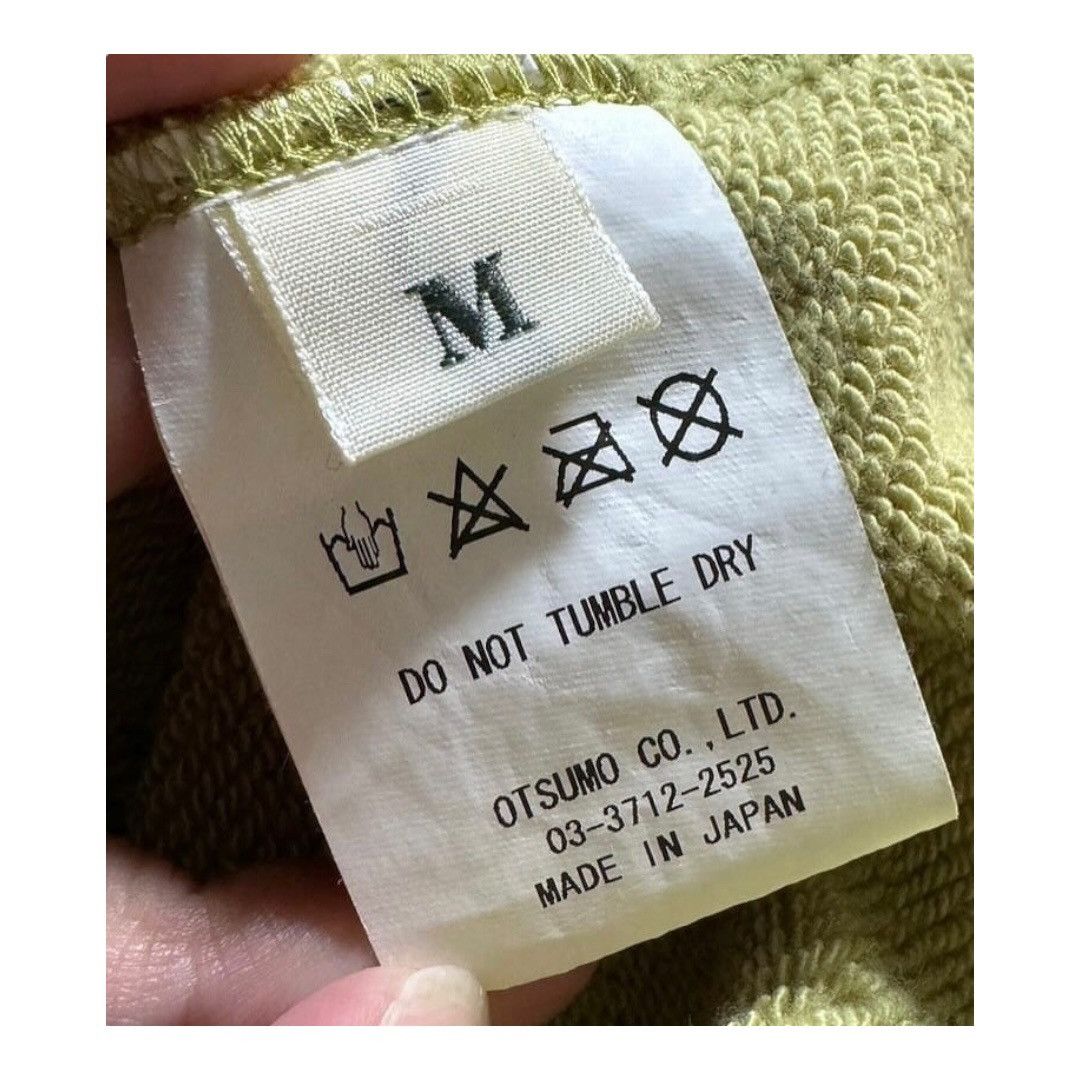 M
DO NOT TUMBLE DRY
OTSUMO CO.,LTD.
03-3712-2525
MADE IN JAPAN